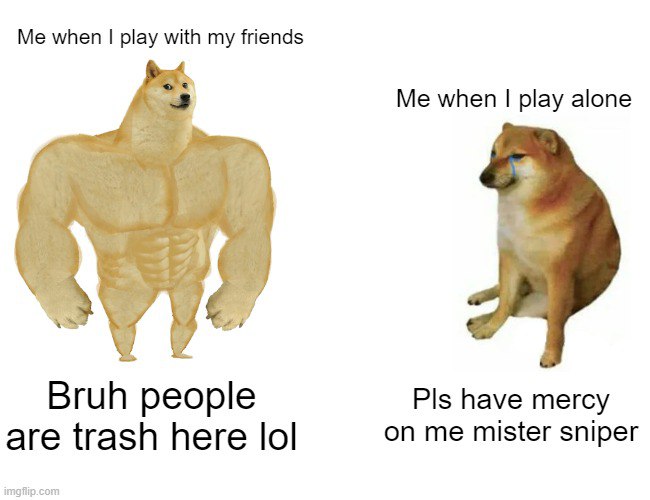 Me when I play with my friends
Me when I play alone
Bruh people
are trash here lol
Pls have mercy
on me mister sniper
imgflip.com